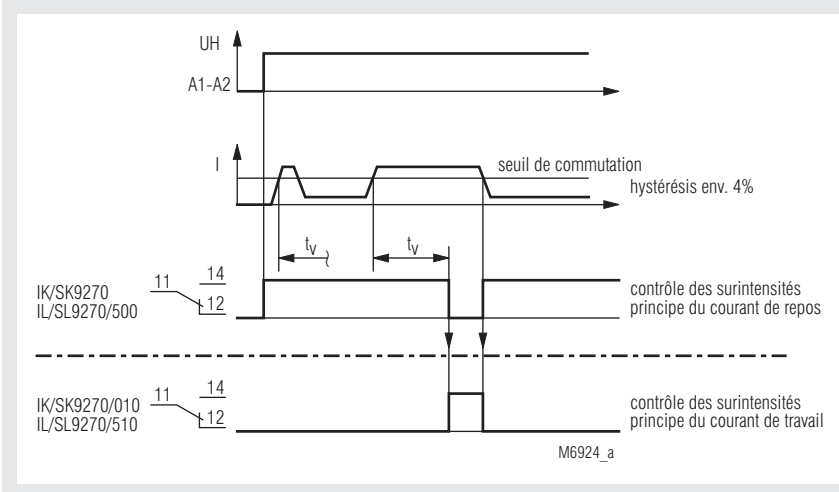 UH
A1-A2
I
seuil de commutation
hystérésis env. 4%
tv
tv
IK/SK9270
IL/SL9270/500
11
14
12
contrôle des surintensités
principe du courant de repos
IK/SK9270/010
IL/SL9270/510
11
14
12
contrôle des surintensités
principe du courant de travail
M6924_a